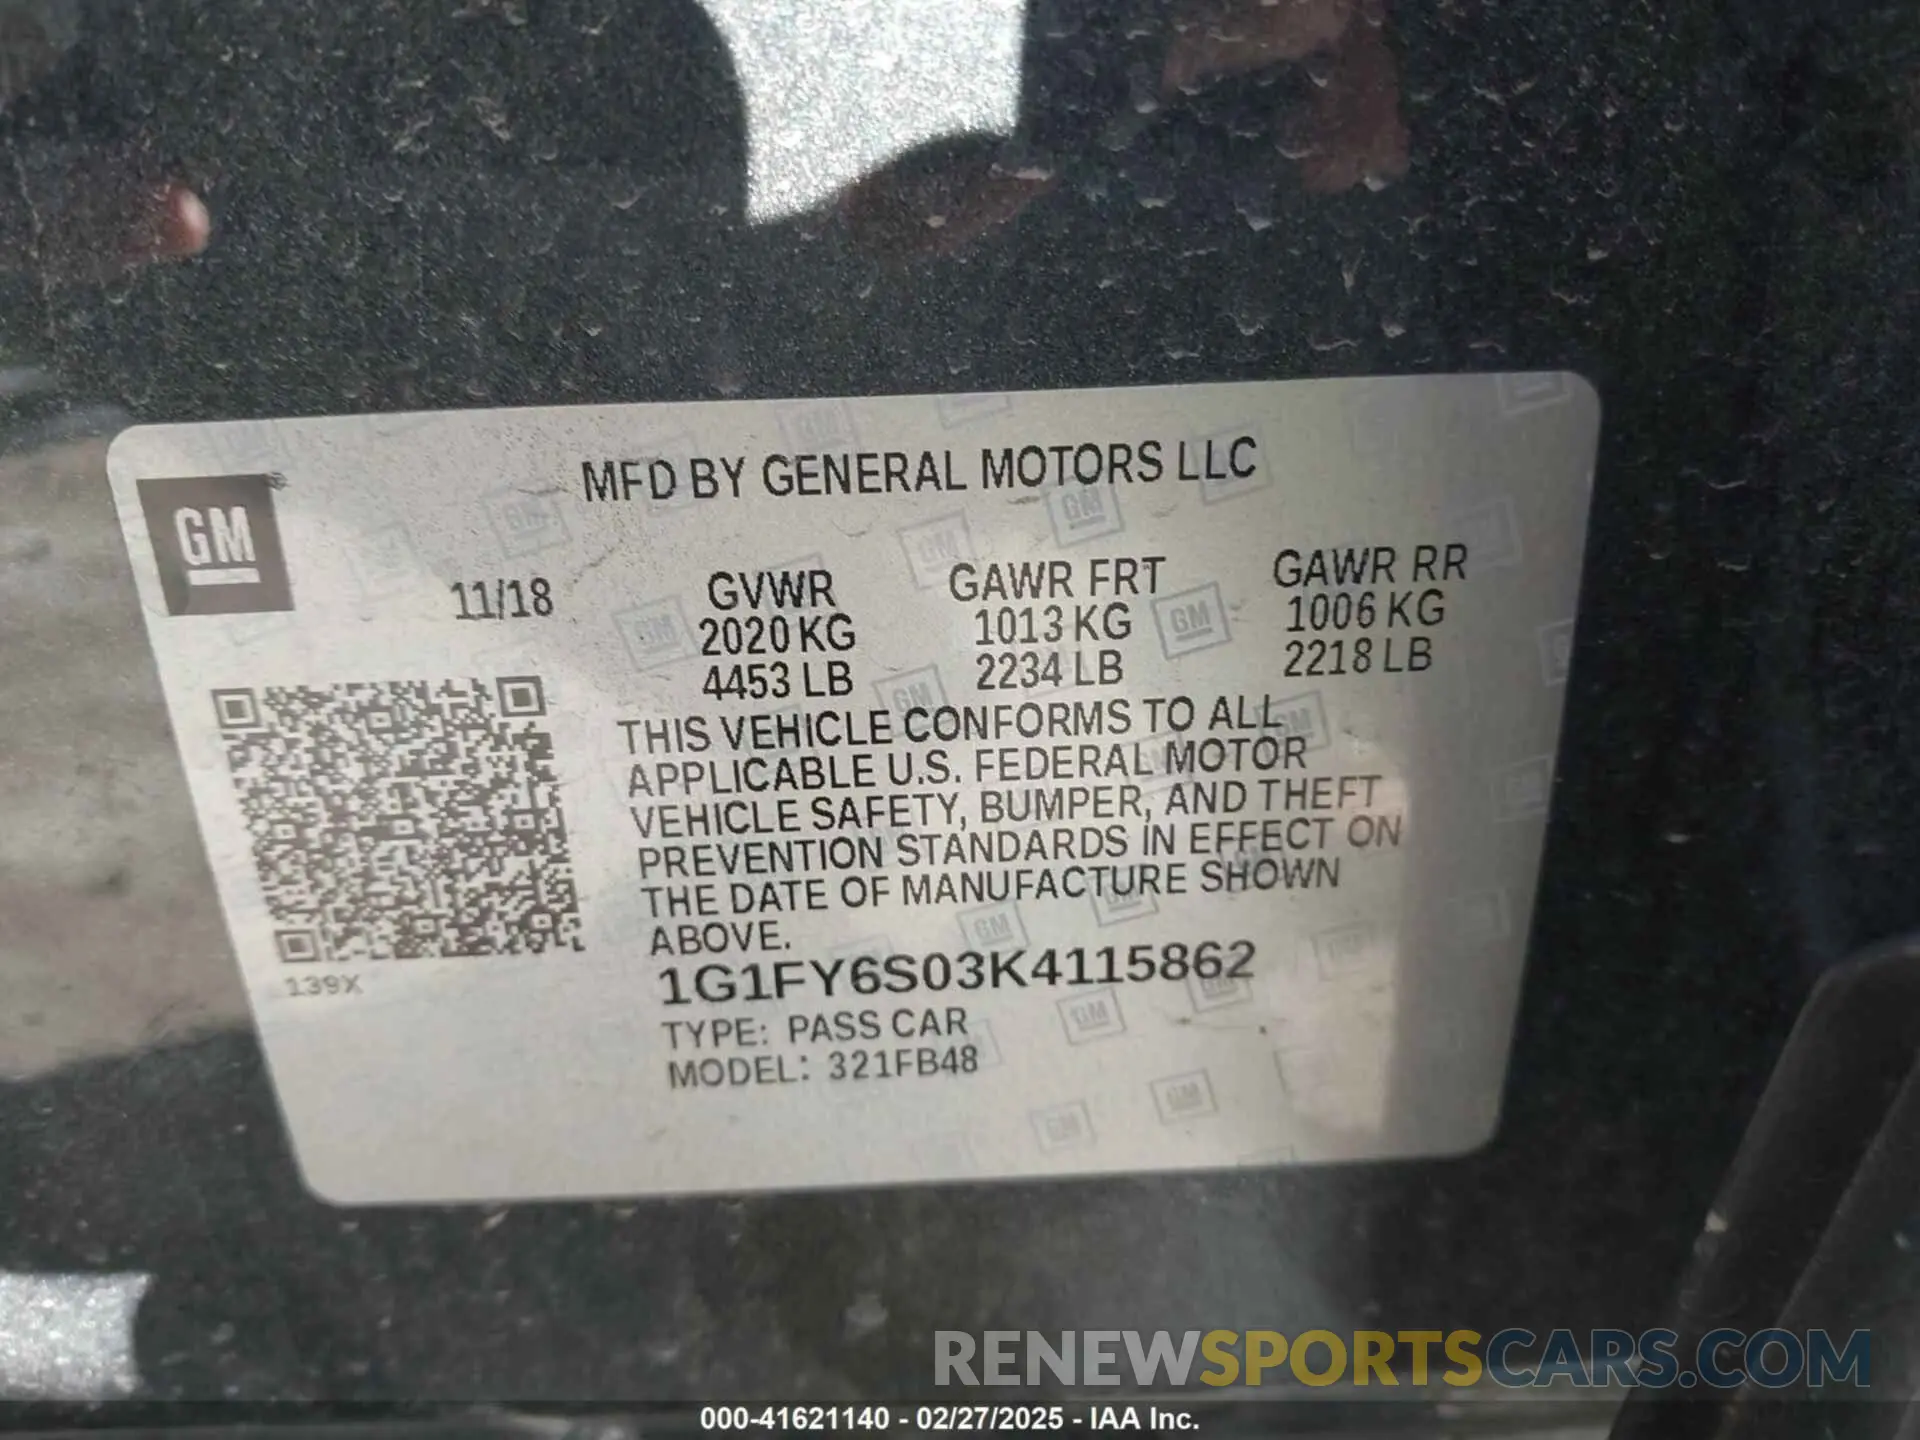 MFD BY GENERAL MOTORS LLC
GM
11/18
GVWR GAWR FRT GAWR RR
2020 KG 1013 KG 1006 KG
4453 LB 2234 LB 2218 LB
THIS VEHICLE CONFORMS TO ALL
APPLICABLE U.S. FEDERAL MOTOR
VEHICLE SAFETY, BUMPER, AND THEFT
PREVENTION STANDARDS IN EFFECT ON
THE DATE OF MANUFACTURE SHOWN
ABOVE.
139X
1G1FY6S03K4115862
TYPE: PASS CAR
MODEL: 321FB48
RENEWSPORTSCARS.COM
000-41621140 - 02/27/2025 - IAA Inc.